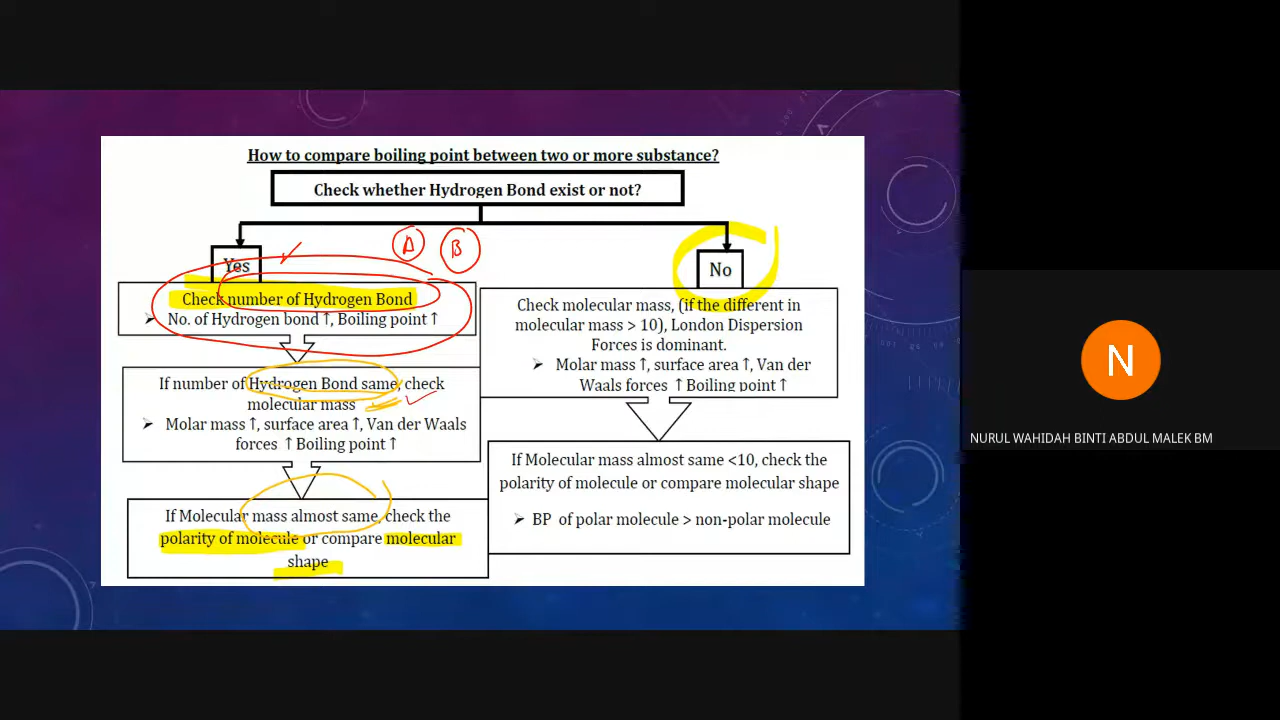 How to compare boiling point between two or more substance?
Check whether Hydrogen Bond exist or not?
A B
Yes
Check number of Hydrogen Bond
➤ No. of Hydrogen bond ↑, Boiling point ↑
If number of Hydrogen Bond same, check
molecular mass
➤ Molar mass ↑, surface area ↑, Van der Waals
forces ↑ Boiling point ↑
If Molecular mass almost same, check the
polarity of molecule or compare molecular
shape
No
Check molecular mass, (if the different in
molecular mass > 10), London Dispersion
Forces is dominant.
➤ Molar mass ↑, surface area ↑, Van der
Waals forces ↑ Boiling point ↑
If Molecular mass almost same <10, check the
polarity of molecule or compare molecular shape
➤ BP of polar molecule > non-polar molecule
N
NURUL WAHIDAH BINTI ABDUL MALEK BM